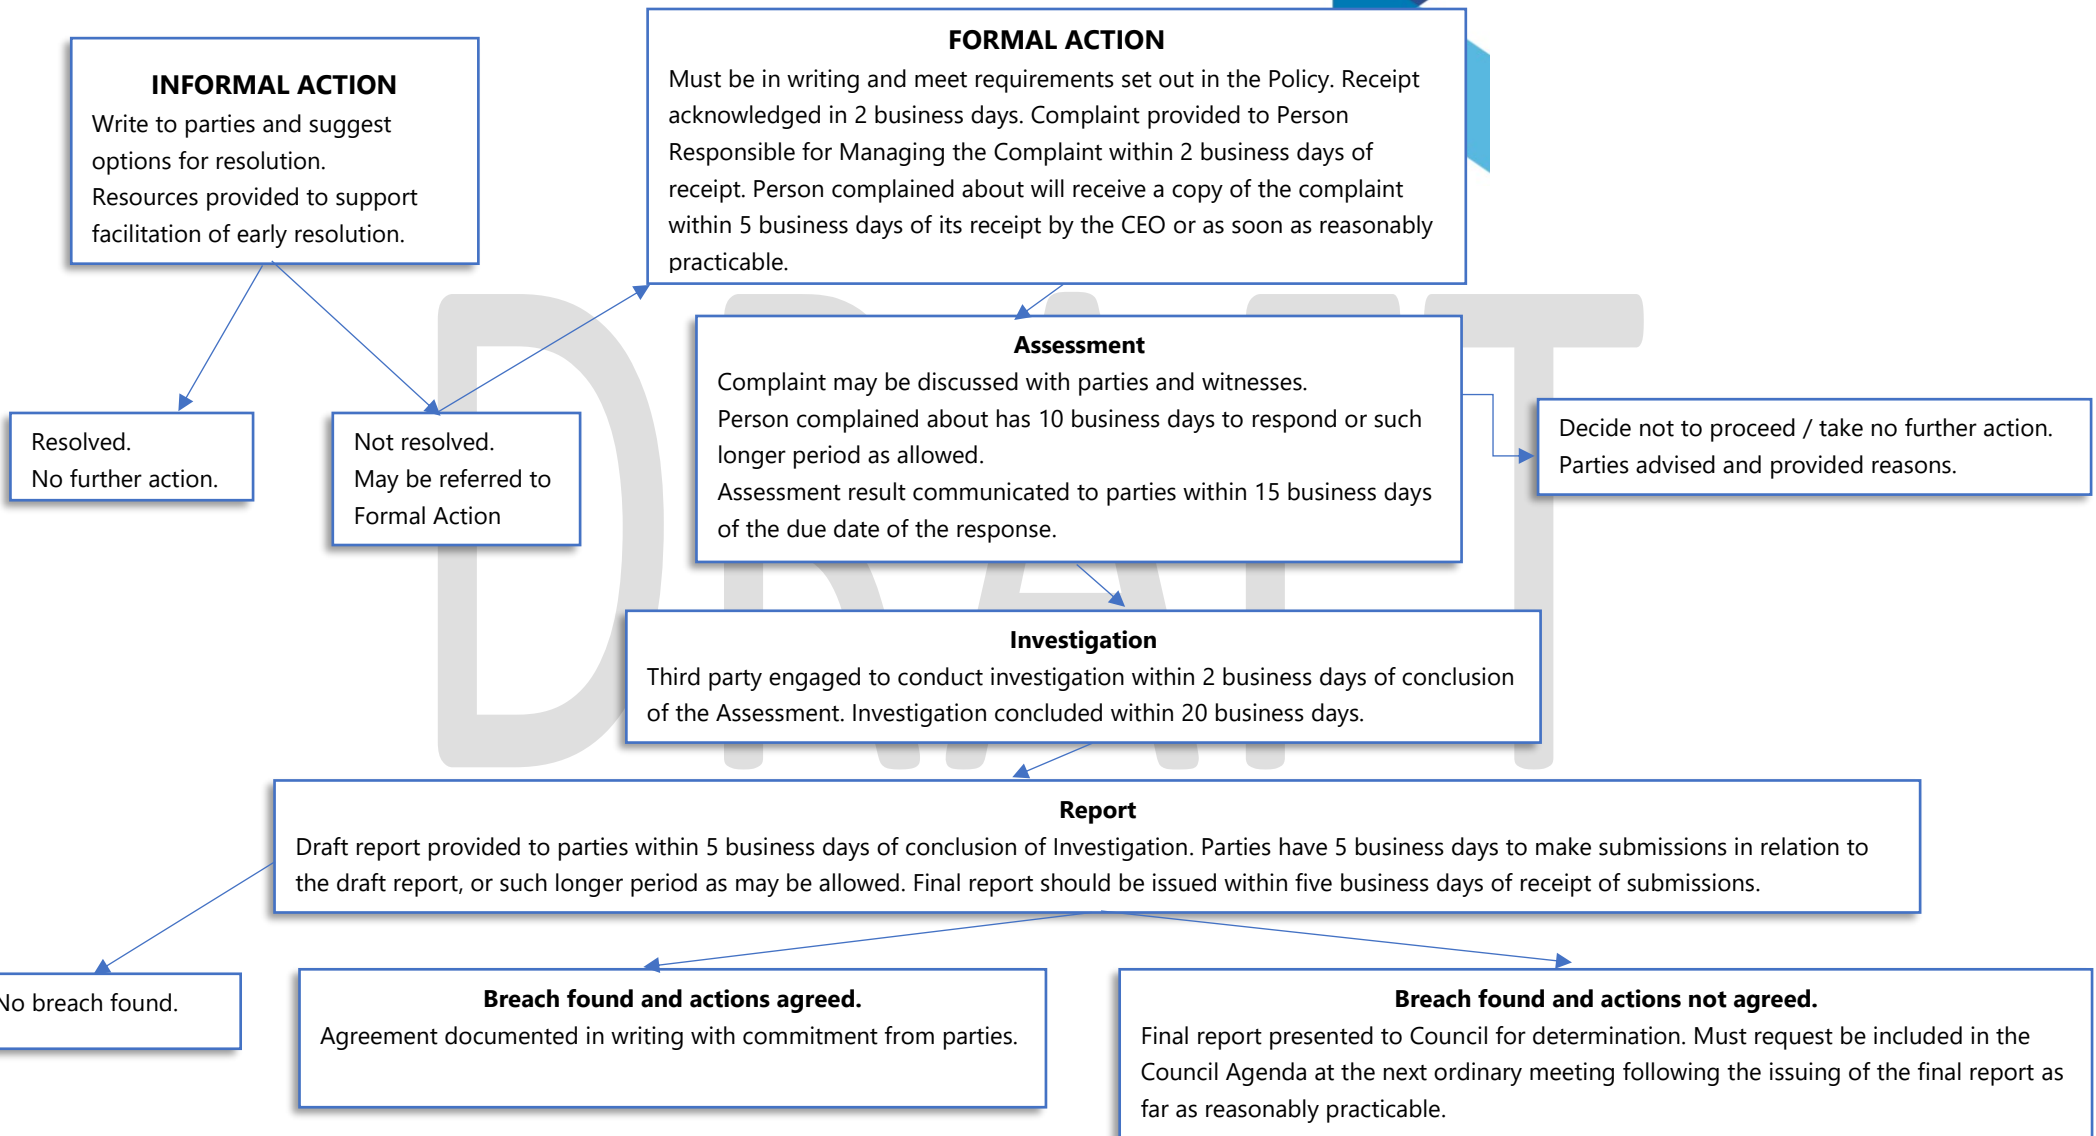 INFORMAL ACTION
Write to parties and suggest
options for resolution.
Resources provided to support
facilitation of early resolution.
FORMAL ACTION
Must be in writing and meet requirements set out in the Policy. Receipt
acknowledged in 2 business days. Complaint provided to Person
Responsible for Managing the Complaint within 2 business days of
receipt. Person complained about will receive a copy of the complaint
within 5 business days of its receipt by the CEO or as soon as reasonably
practicable.
Resolved.
No further action.
Not resolved.
May be referred to
Formal Action
Assessment
Complaint may be discussed with parties and witnesses.
Person complained about has 10 business days to respond or such
longer period as allowed.
Assessment result communicated to parties within 15 business days
of the due date of the response.
Decide not to proceed / take no further action.
Parties advised and provided reasons.
Investigation
Third party engaged to conduct investigation within 2 business days of conclusion
of the Assessment. Investigation concluded within 20 business days.
Report
Draft report provided to parties within 5 business days of conclusion of Investigation. Parties have 5 business days to make submissions in relation to
the draft report, or such longer period as may be allowed. Final report should be issued within five business days of receipt of submissions.
No breach found.
Breach found and actions agreed.
Agreement documented in writing with commitment from parties.
Breach found and actions not agreed.
Final report presented to Council for determination. Must request be included in the
Council Agenda at the next ordinary meeting following the issuing of the final report as
far as reasonably practicable.
DRAFT